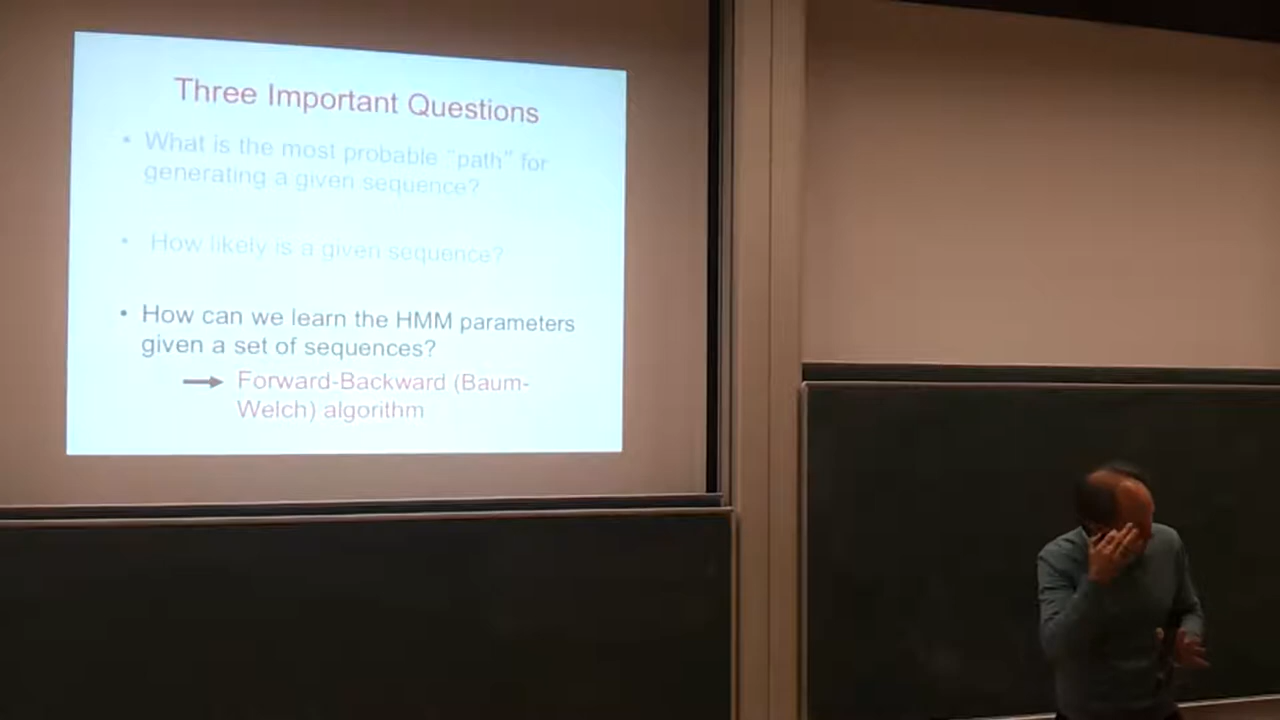 Three Important Questions
• What is the most probable "path" for
generating a given sequence?
• How likely is a given sequence?
• How can we learn the HMM parameters
given a set of sequences?
→ Forward-Backward (Baum-
Welch) algorithm